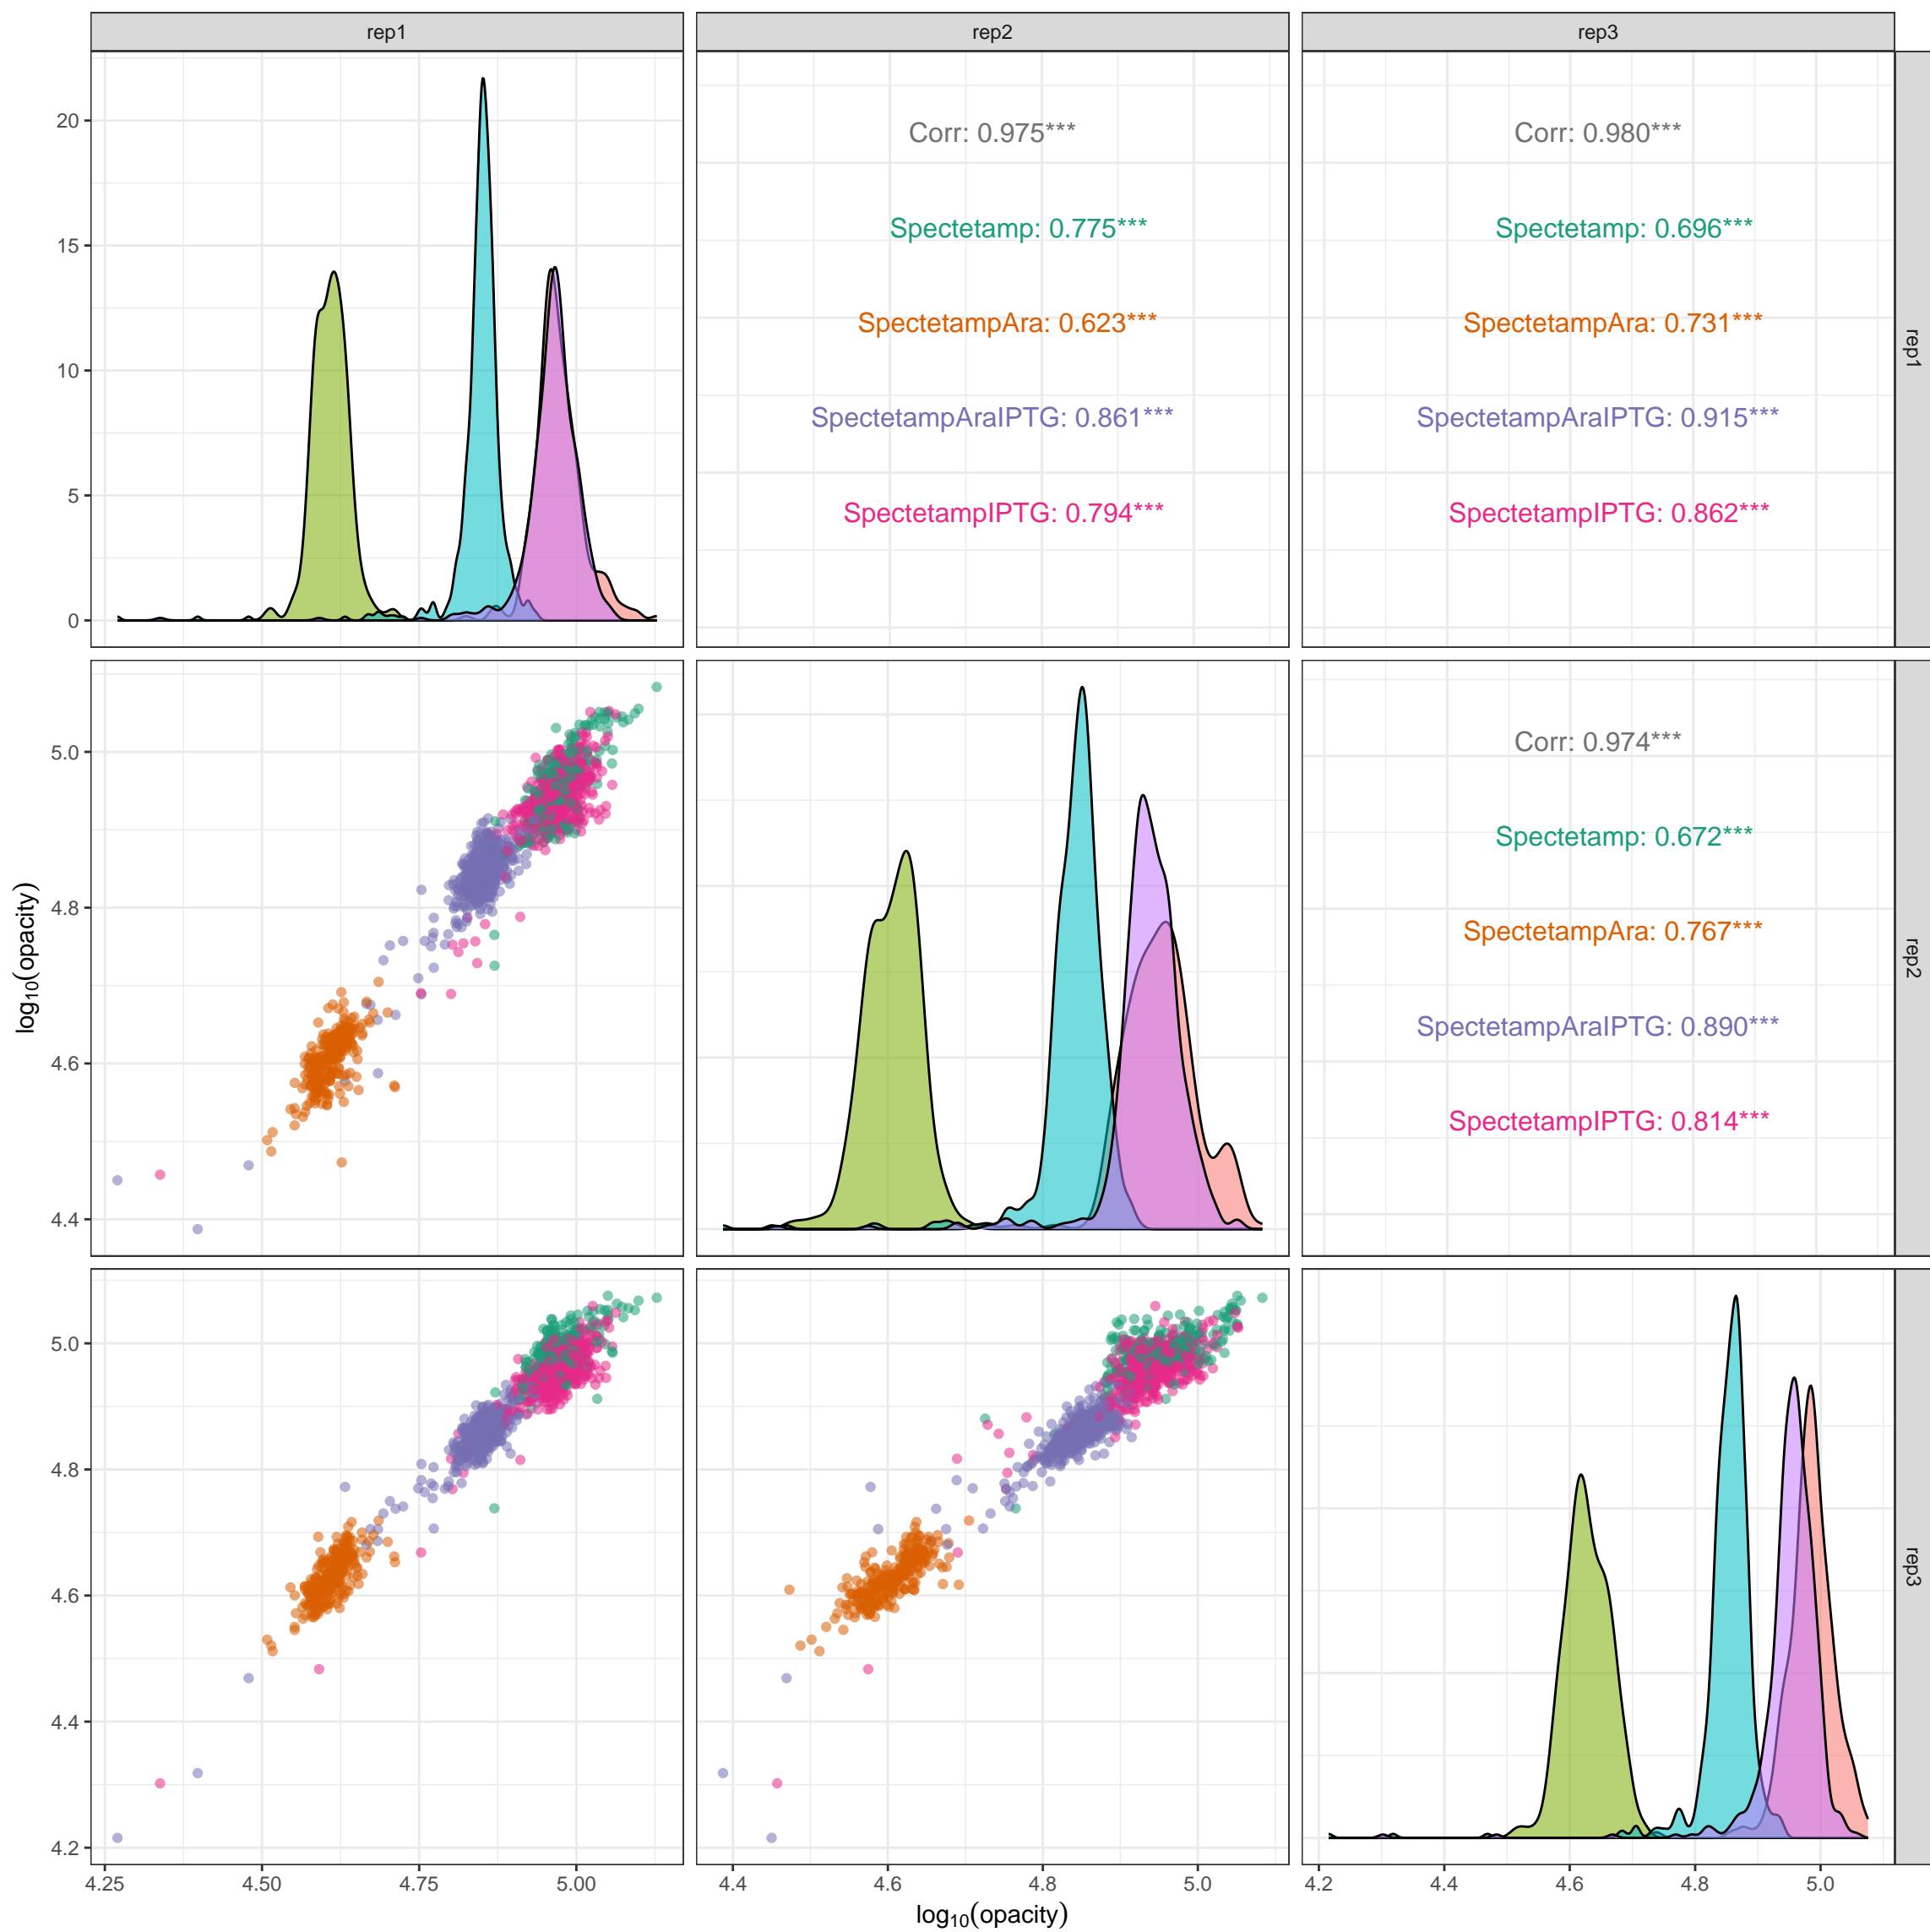 rep1
rep2
rep3
20
15
10
5
0
Corr: 0.975***
Spectetamp: 0.775***
SpectetampAra: 0.623***
SpectetampAraIPTG: 0.861***
SpectetampIPTG: 0.794***
Corr: 0.980***
Spectetamp: 0.696***
SpectetampAra: 0.731***
SpectetampAraIPTG: 0.915***
SpectetampIPTG: 0.862***
rep1
log₁₀(opacity)
5.0
4.8
4.6
4.4
Corr: 0.974***
Spectetamp: 0.672***
SpectetampAra: 0.767***
SpectetampAraIPTG: 0.890***
SpectetampIPTG: 0.814***
rep2
5.0
4.8
4.6
4.4
4.2
rep3
4.25 4.50 4.75 5.00
4.4 4.6 4.8 5.0
4.2 4.4 4.6 4.8 5.0
log₁₀(opacity)